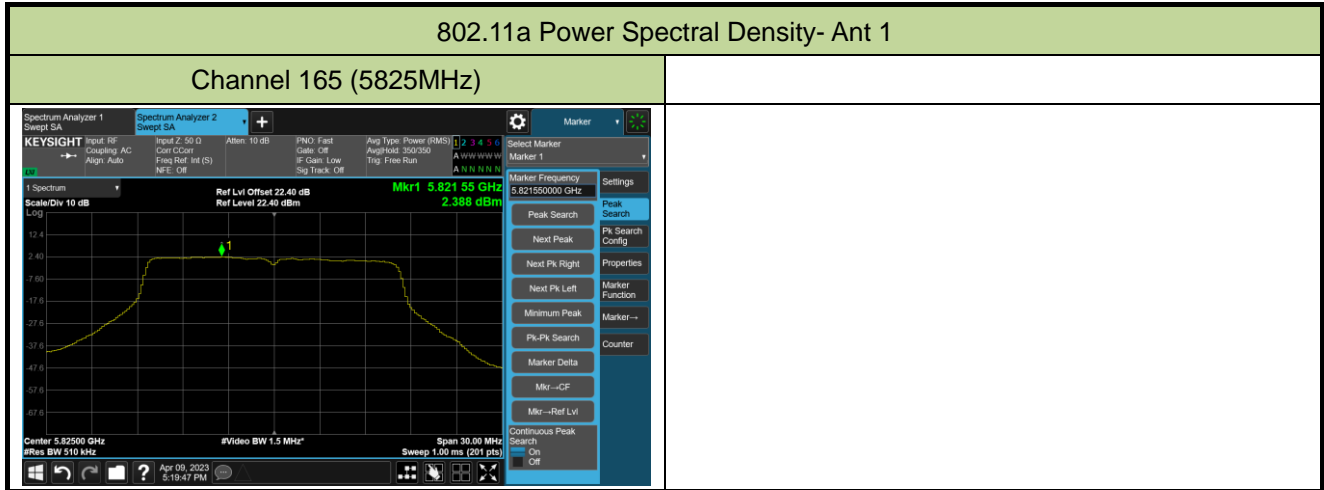 802.11a Power Spectral Density- Ant 1
Channel 165 (5825MHz)
Spectrum Analyzer 1
Swept SA
Spectrum Analyzer 2
Swept SA
Marker
KEYSIGHT
Input: RF
Coupling: AC
Align: Auto
Input Z: 50 Ω
Corr CCorr
Freq Ref: Int (S)
NFE: Off
Atten: 10 dB
PNO: Fast
Gate: Off
IF Gain: Low
Sig Track: Off
Avg Type: Power (RMS)
Avg|Hold: 350/350
Trig: Free Run
1 2 3 4 5 6
A W W W W W
A N N N N N
Select Marker
Marker 1
1 Spectrum
Scale/Div 10 dB
Log
Ref Lvl Offset 22.40 dB
Ref Level 22.40 dBm
Mkr1 5.821 55 GHz
2.388 dBm
12.4
2.40
-7.60
-17.6
-27.6
-37.6
-47.6
-57.6
-67.6
1
Center 5.82500 GHz
#Res BW 510 kHz
#Video BW 1.5 MHz*
Span 30.00 MHz
Sweep 1.00 ms (201 pts)
Marker Frequency
5.821550000 GHz
Peak Search
Next Peak
Next Pk Right
Next Pk Left
Minimum Peak
Pk-Pk Search
Marker Delta
Mkr→CF
Mkr→Ref Lvl
Continuous Peak
Search
On
Off
Settings
Peak
Search
Pk Search
Config
Properties
Marker
Function
Marker→
Counter
Apr 09, 2023
5:19:47 PM